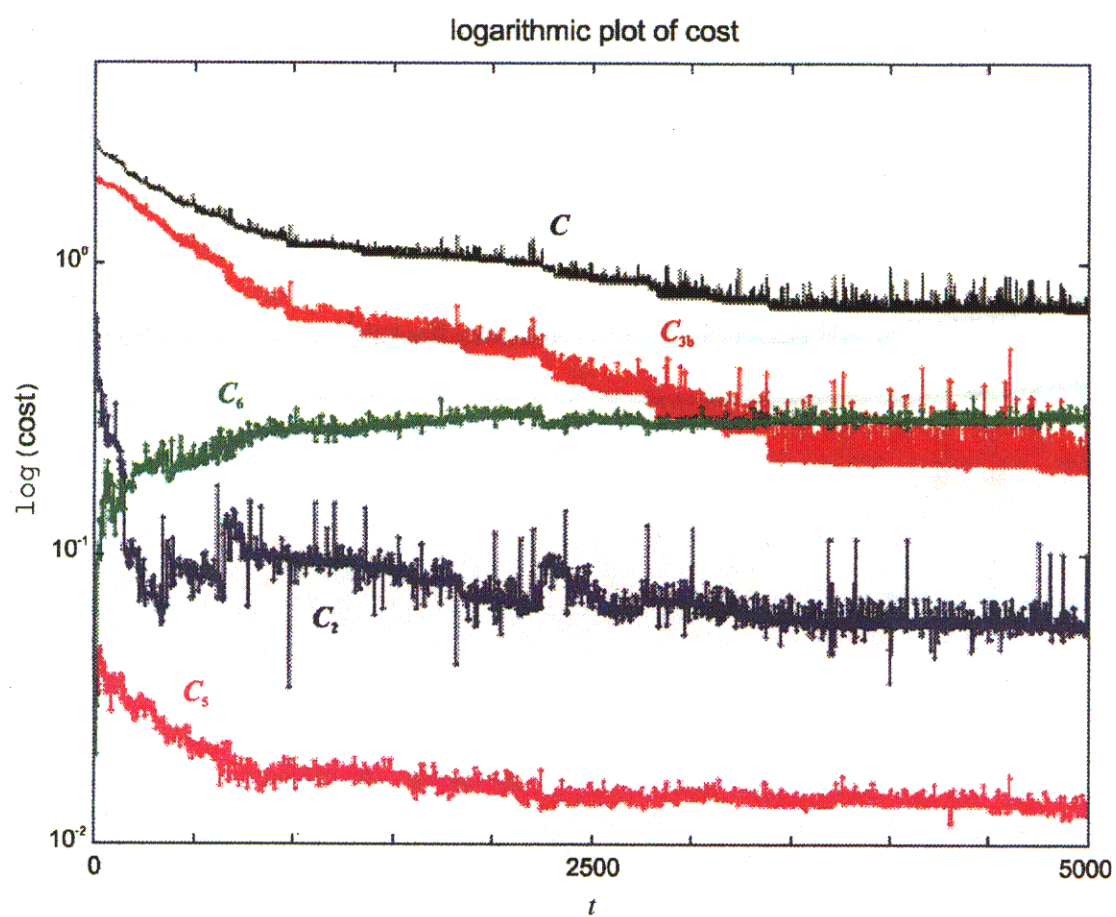 logarithmic plot of cost
C
10⁰
C₃b
C₆
log(cost)
10⁻¹
C₂
C₅
10⁻²
0 2500 5000
t